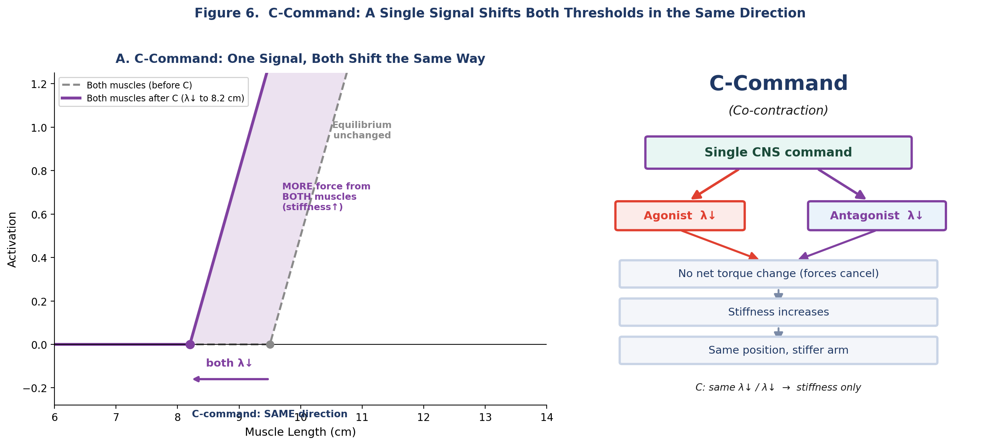 Figure 6.  C-Command: A Single Signal Shifts Both Thresholds in the Same Direction
A. C-Command: One Signal, Both Shift the Same Way
Both muscles (before C)
Both muscles after C (λ↓ to 8.2 cm)
Equilibrium
unchanged
MORE force from
BOTH muscles
(stiffness↑)
both λ↓
Activation
1.2
1.0
0.8
0.6
0.4
0.2
0.0
−0.2
6 7 8 9 10 11 12 13 14
C-command: SAME direction
Muscle Length (cm)
C-Command
(Co-contraction)
Single CNS command
Agonist  λ↓
Antagonist  λ↓
No net torque change (forces cancel)
Stiffness increases
Same position, stiffer arm
C: same λ↓ / λ↓  →  stiffness only